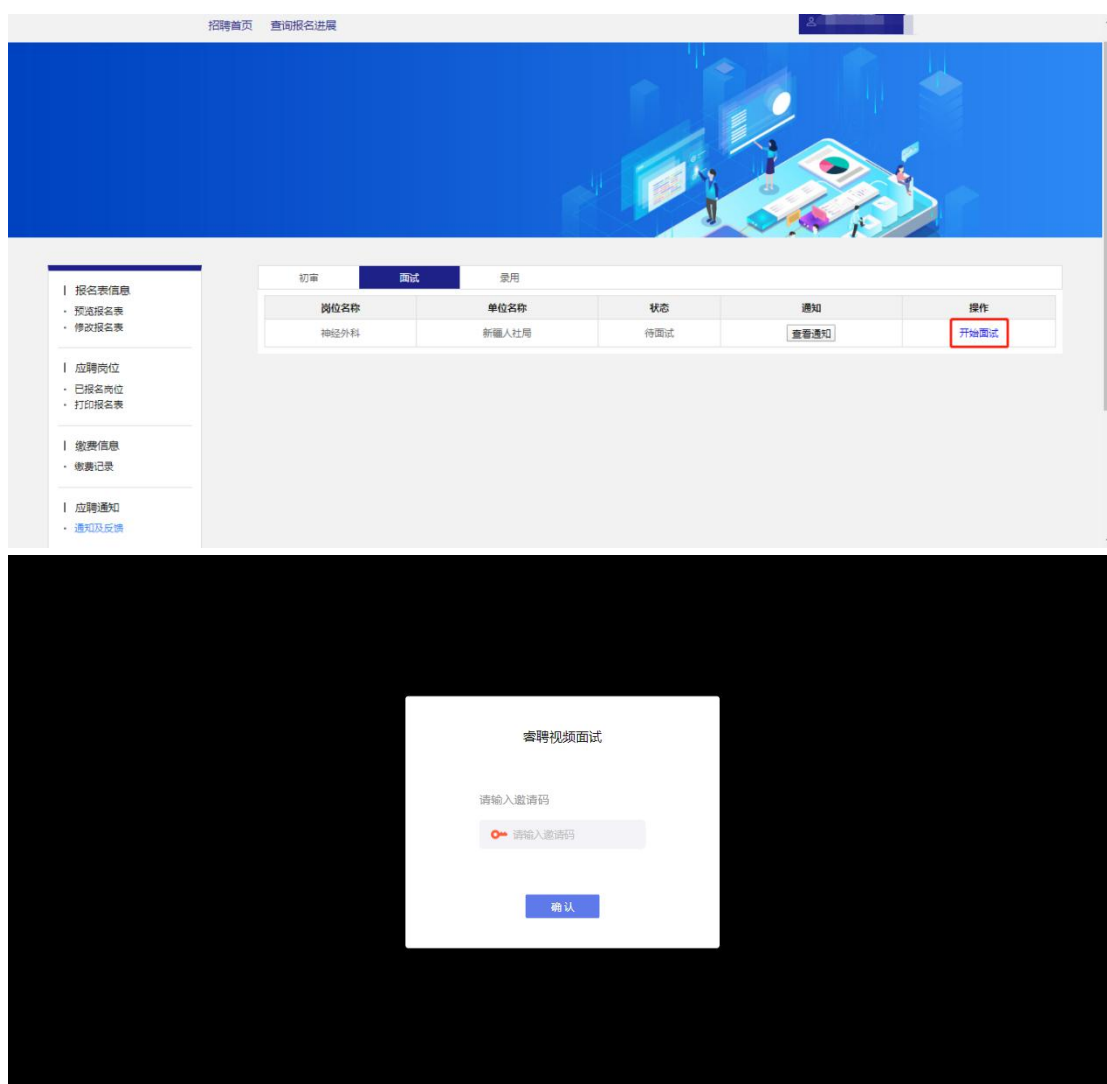 招聘首页 查询报名进展
报名表信息
· 预览报名表
· 修改报名表
应聘岗位
· 已报名岗位
· 打印报名表
缴费信息
· 缴费记录
应聘通知
· 通知及反馈
初审 面试 录用
岗位名称 单位名称 状态 通知 操作
神经外科 新疆人社局 待面试 查看通知 开始面试
睿聘视频面试
请输入邀请码
请输入邀请码
确认